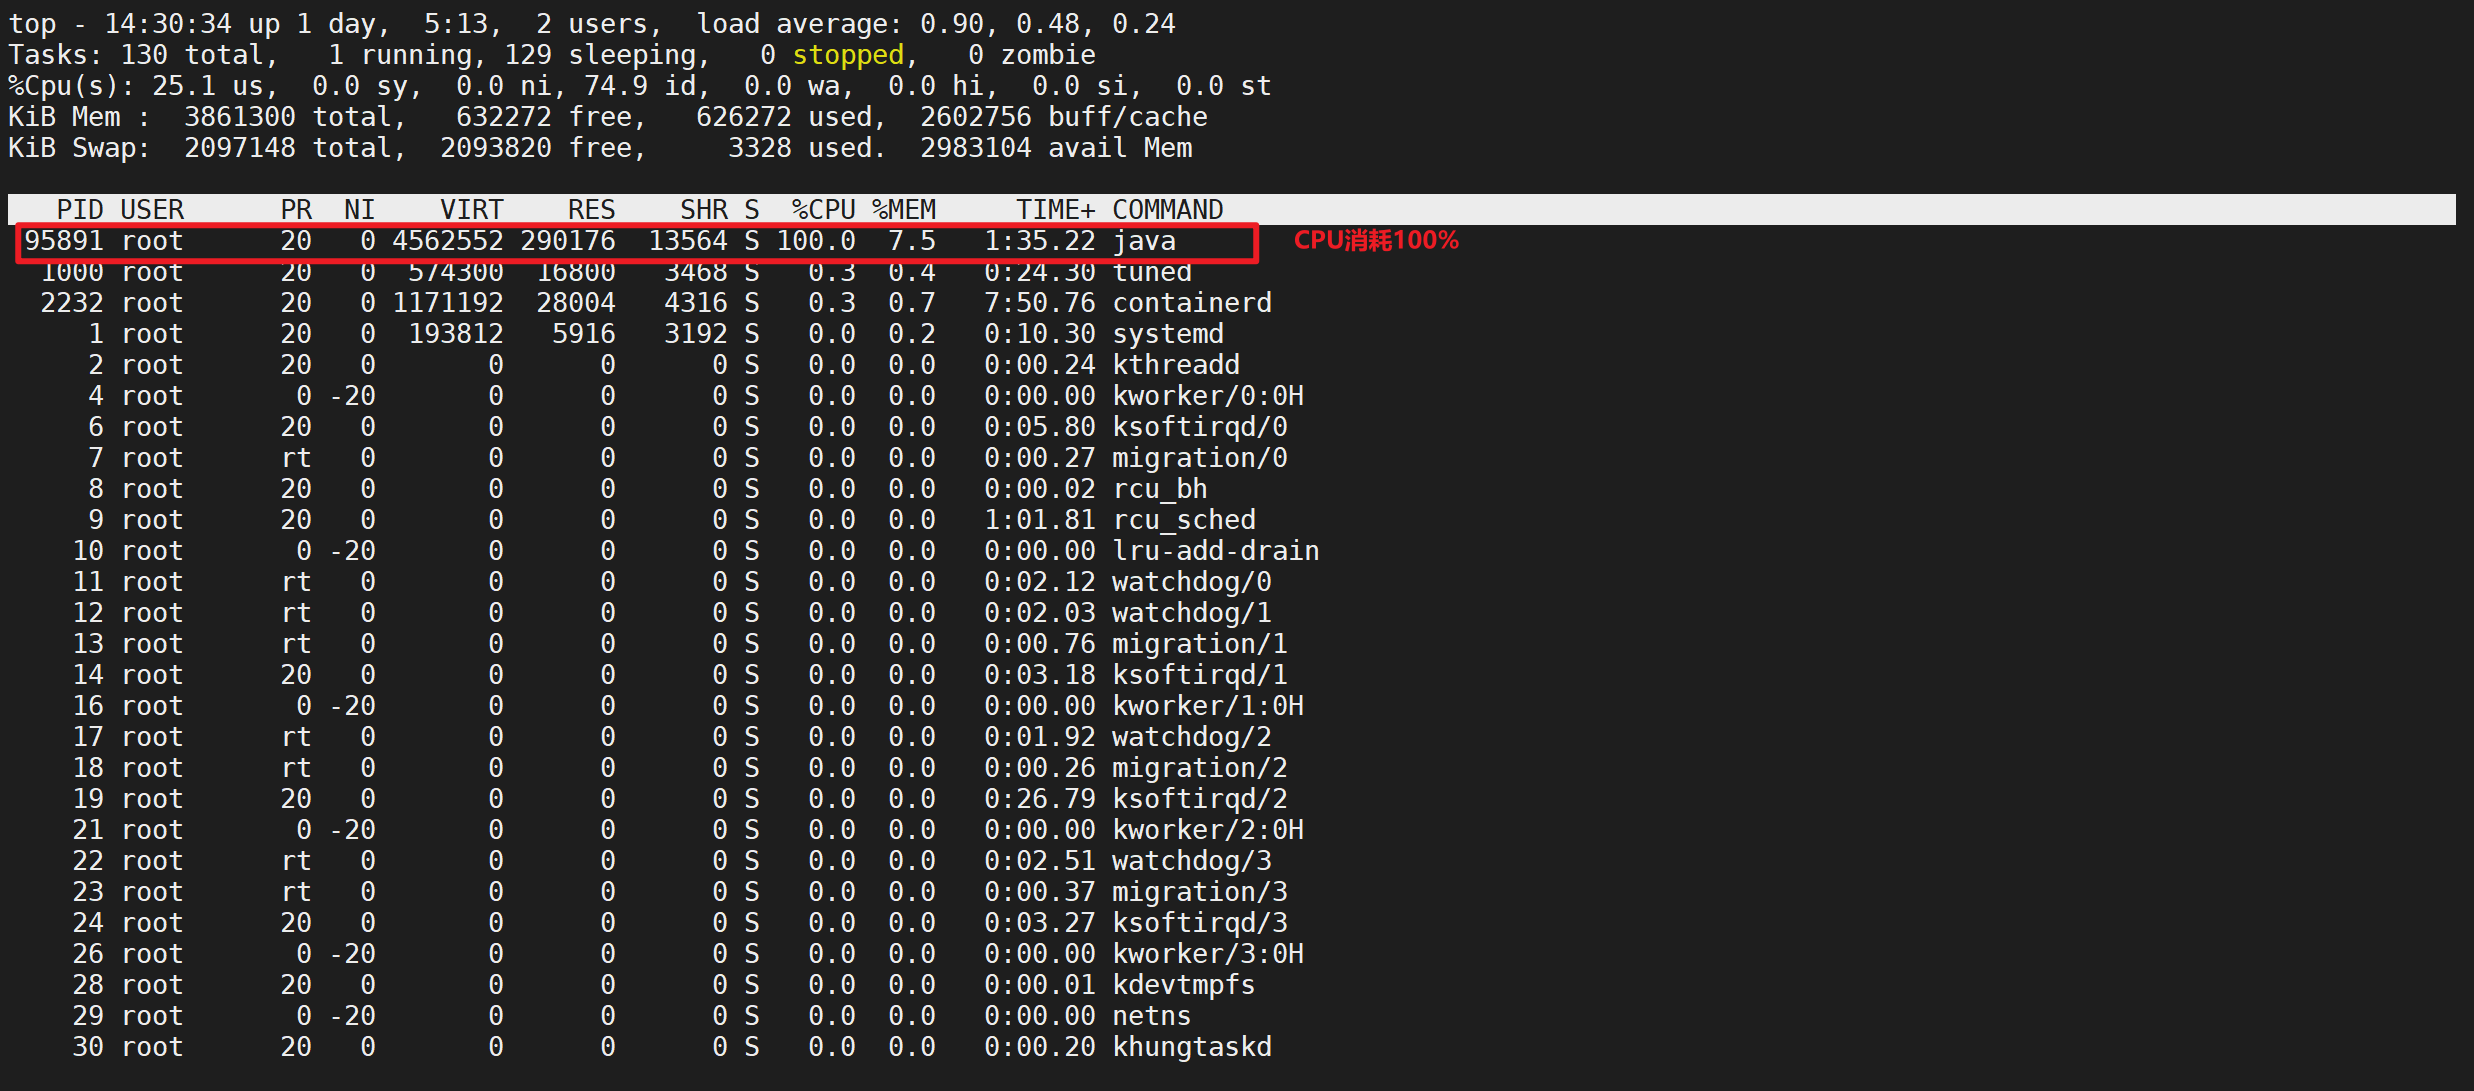 top - 14:30:34 up 1 day,  5:13,  2 users,  load average: 0.90, 0.48, 0.24
Tasks: 130 total,   1 running, 129 sleeping,   0 stopped,   0 zombie
%Cpu(s): 25.1 us,  0.0 sy,  0.0 ni, 74.9 id,  0.0 wa,  0.0 hi,  0.0 si,  0.0 st
KiB Mem :  3861300 total,   632272 free,   626272 used,  2602756 buff/cache
KiB Swap:  2097148 total,  2093820 free,     3328 used.  2983104 avail Mem
PID USER PR NI VIRT RES SHR S %CPU %MEM TIME+ COMMAND
95891 root 20 0 4562552 290176 13564 S 100.0 7.5 1:35.22 java CPU消耗100%
1000 root 20 0 574300 16800 3468 S 0.3 0.4 0:24.30 tuned
2232 root 20 0 1171192 28004 4316 S 0.3 0.7 7:50.76 containerd
1 root 20 0 193812 5916 3192 S 0.0 0.2 0:10.30 systemd
2 root 20 0 0 0 0 S 0.0 0.0 0:00.24 kthreadd
4 root 0 -20 0 0 0 S 0.0 0.0 0:00.00 kworker/0:0H
6 root 20 0 0 0 0 S 0.0 0.0 0:05.80 ksoftirqd/0
7 root rt 0 0 0 0 S 0.0 0.0 0:00.27 migration/0
8 root 20 0 0 0 0 S 0.0 0.0 0:00.02 rcu_bh
9 root 20 0 0 0 0 S 0.0 0.0 1:01.81 rcu_sched
10 root 0 -20 0 0 0 S 0.0 0.0 0:00.00 lru-add-drain
11 root rt 0 0 0 0 S 0.0 0.0 0:02.12 watchdog/0
12 root rt 0 0 0 0 S 0.0 0.0 0:02.03 watchdog/1
13 root rt 0 0 0 0 S 0.0 0.0 0:00.76 migration/1
14 root 20 0 0 0 0 S 0.0 0.0 0:03.18 ksoftirqd/1
16 root 0 -20 0 0 0 S 0.0 0.0 0:00.00 kworker/1:0H
17 root rt 0 0 0 0 S 0.0 0.0 0:01.92 watchdog/2
18 root rt 0 0 0 0 S 0.0 0.0 0:00.26 migration/2
19 root 20 0 0 0 0 S 0.0 0.0 0:26.79 ksoftirqd/2
21 root 0 -20 0 0 0 S 0.0 0.0 0:00.00 kworker/2:0H
22 root rt 0 0 0 0 S 0.0 0.0 0:02.51 watchdog/3
23 root rt 0 0 0 0 S 0.0 0.0 0:00.37 migration/3
24 root 20 0 0 0 0 S 0.0 0.0 0:03.27 ksoftirqd/3
26 root 0 -20 0 0 0 S 0.0 0.0 0:00.00 kworker/3:0H
28 root 20 0 0 0 0 S 0.0 0.0 0:00.01 kdevtmpfs
29 root 0 -20 0 0 0 S 0.0 0.0 0:00.00 netns
30 root 20 0 0 0 0 S 0.0 0.0 0:00.20 khungtaskd